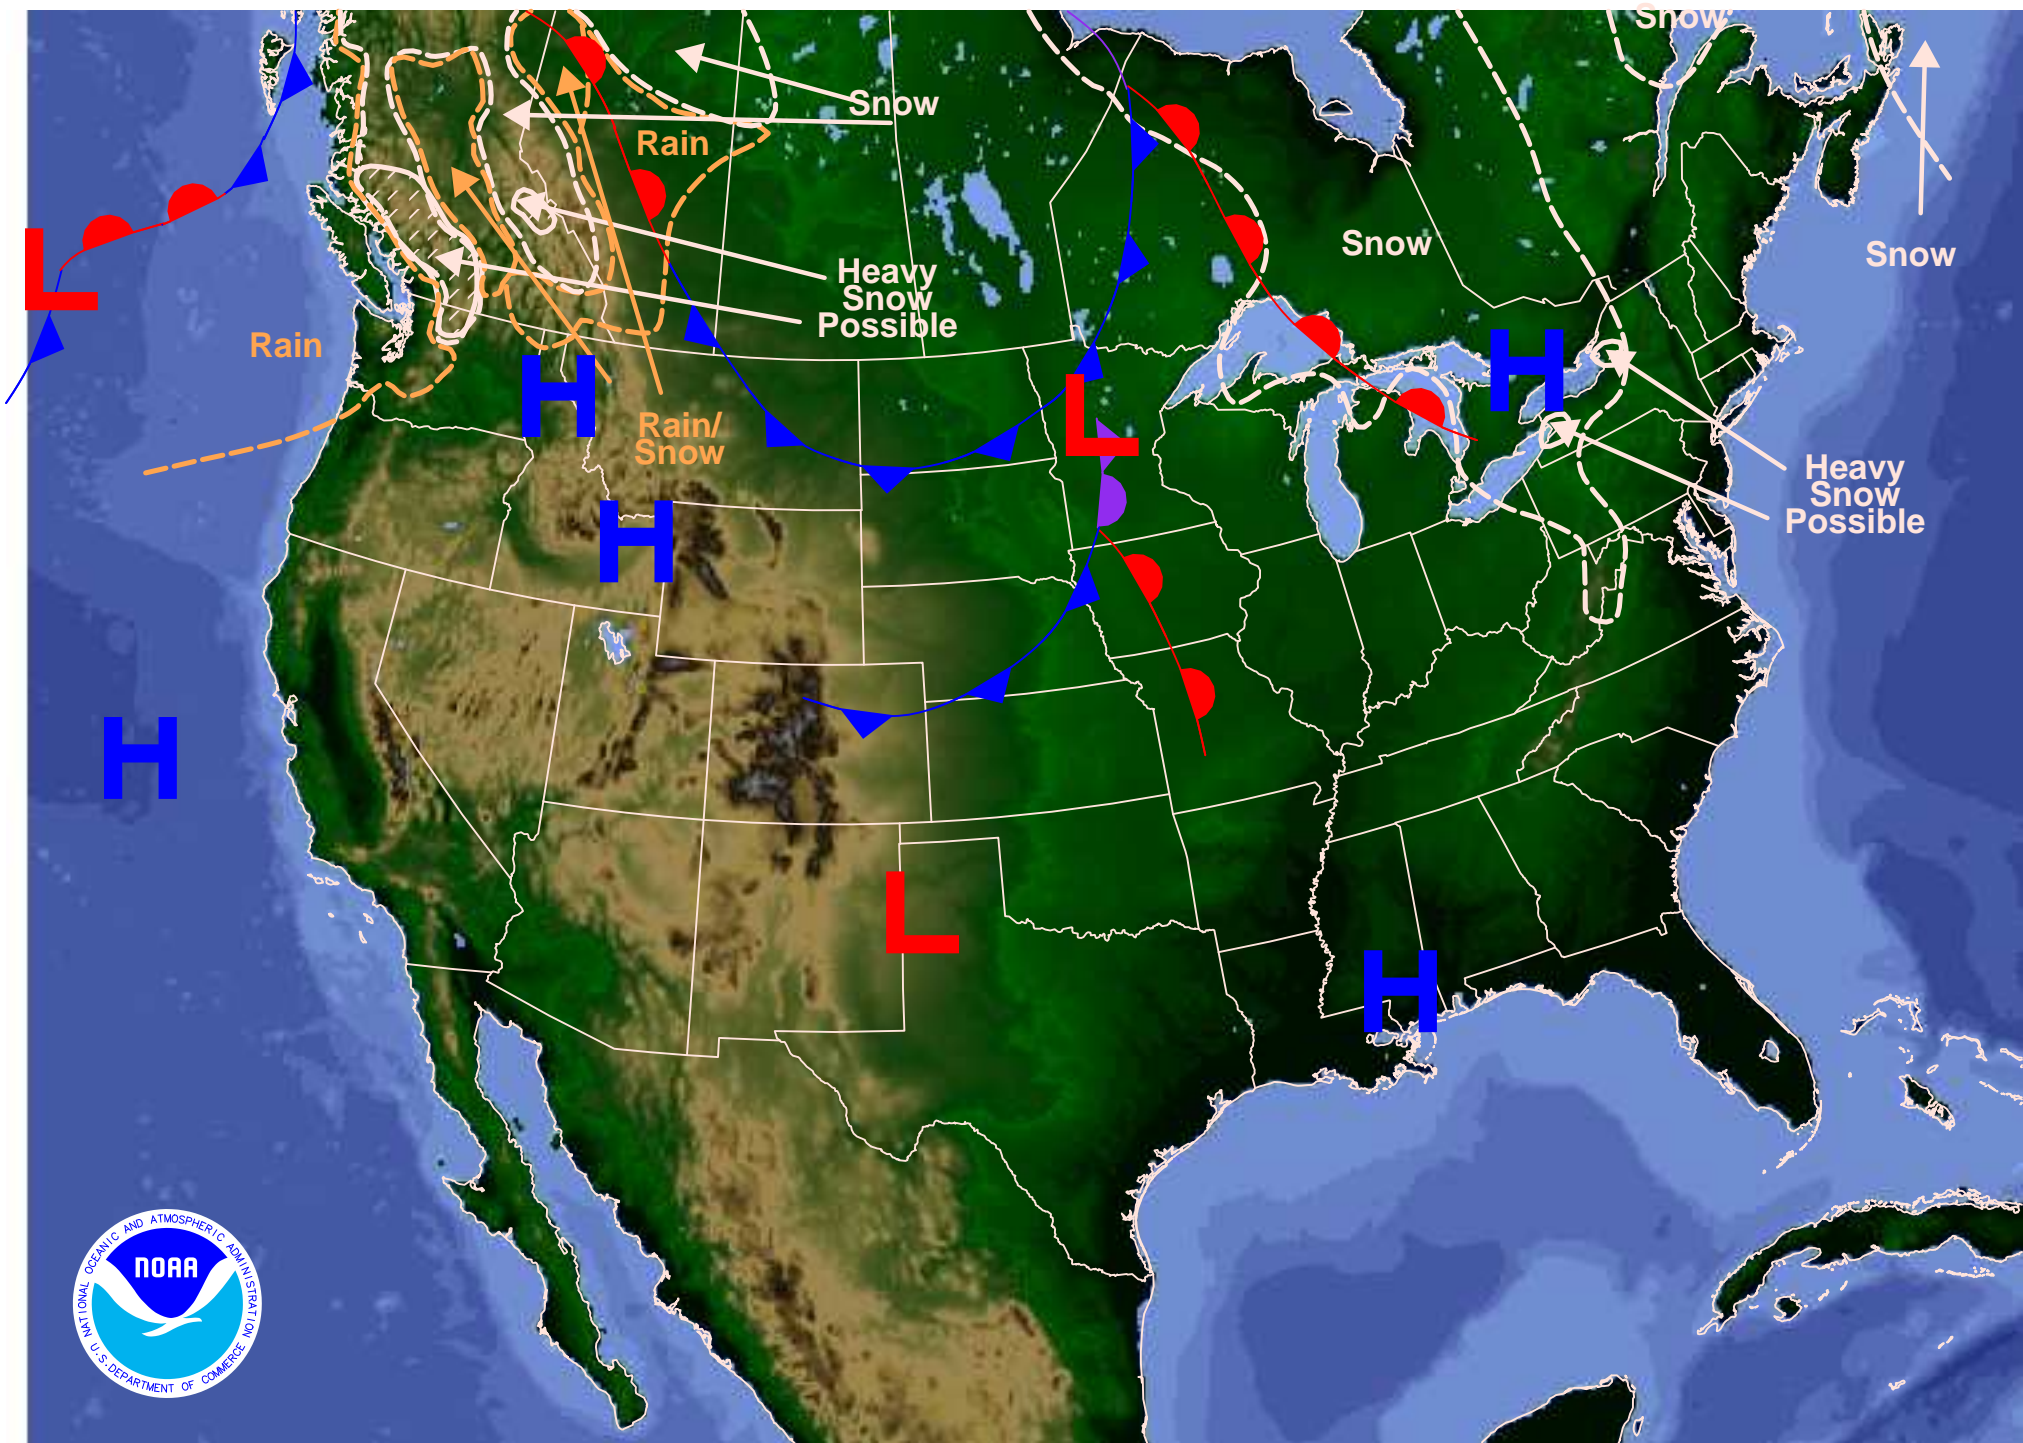 Snow
Snow
Rain
Snow
Snow
Heavy
Snow
Possible
L
Rain
H
H
L
Rain/
Snow
Heavy
Snow
Possible
H
H
L
H
NOAA
NATIONAL OCEANIC AND ATMOSPHERIC ADMINISTRATION
U.S. DEPARTMENT OF COMMERCE